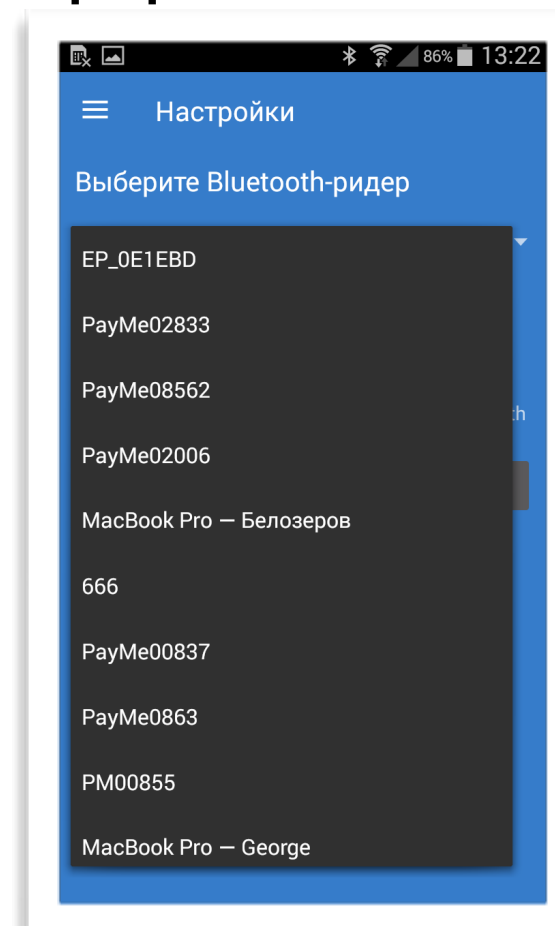 86% 13:22
Настройки
Выберите Bluetooth-ридер
EP_0E1EBD
PayMe02833
PayMe08562
th
PayMe02006
MacBook Pro — Белозеров
666
PayMe00837
PayMe0863
PM00855
MacBook Pro — George